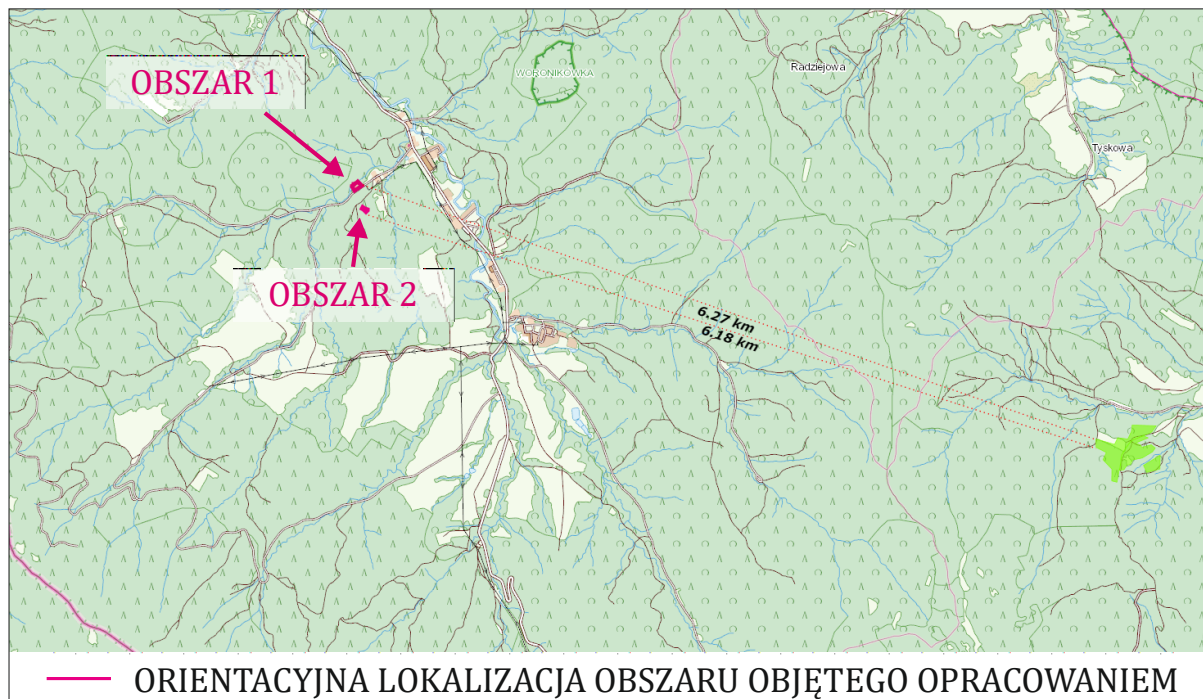 OBSZAR 1
WORONIKÓWKA
Radziejowa
Tyskowa
OBSZAR 2
6.27 km
6.18 km
ORIENTACYJNA LOKALIZACJA OBSZARU OBJĘTEGO OPRACOWANIEM